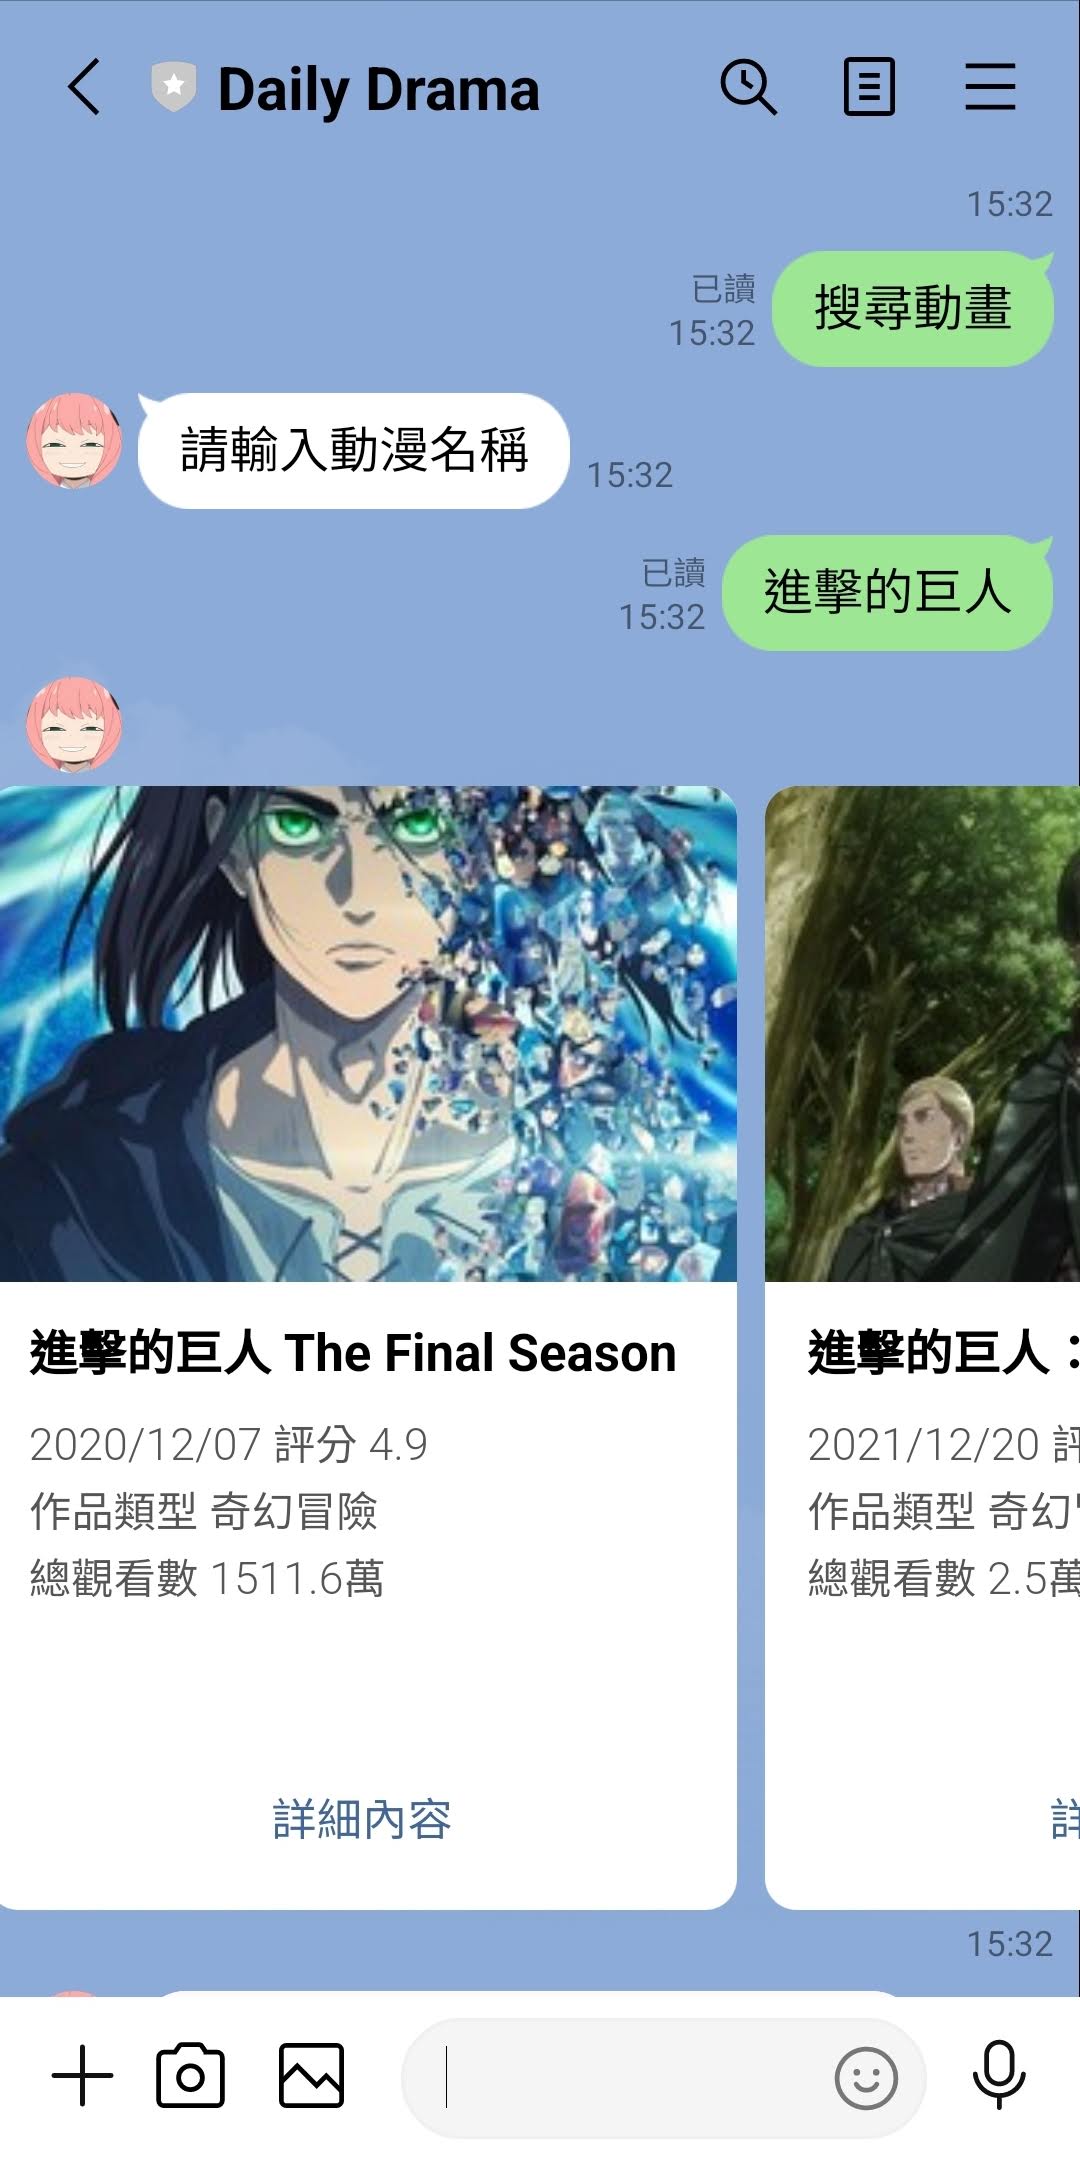 Daily Drama
15:32
已讀
15:32
搜尋動畫
請輸入動漫名稱
15:32
已讀
15:32
進擊的巨人
進擊的巨人 The Final Season
2020/12/07 評分 4.9
作品類型 奇幻冒險
總觀看數 1511.6萬
詳細內容
進擊的巨人：
2021/12/20 評
作品類型 奇幻
總觀看數 2.5萬
詳
15:32